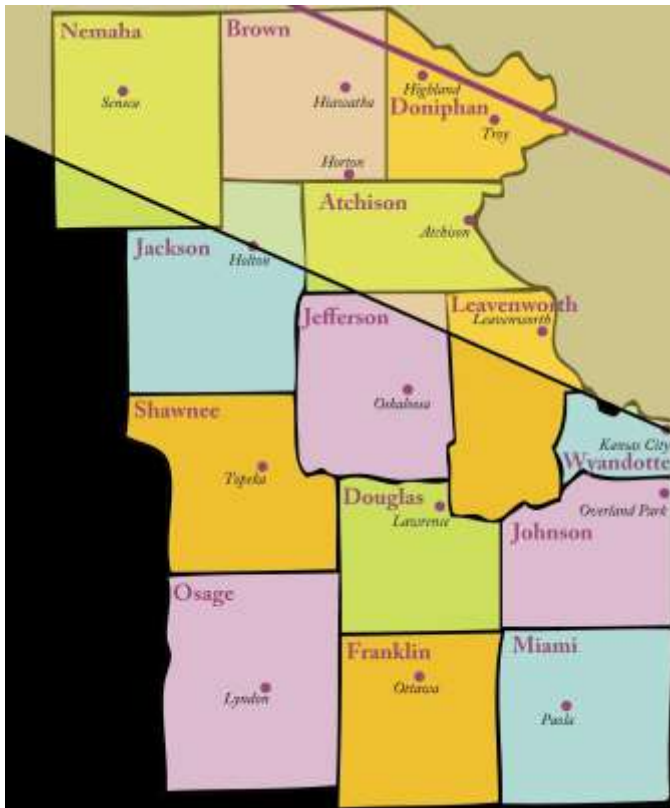 Nemaha
Brown
Seneca
Hiawatha
Highland
Doniphan
Troy
Horton
Atchison
Atchison
Jackson
Holton
Jefferson
Leavenworth
Leavenworth
Oskaloosa
Shawnee
Kansas City
Wyandotte
Topeka
Douglas
Lawrence
Overland Park
Johnson
Osage
Franklin
Miami
Ottawa
Lyndon
Paola